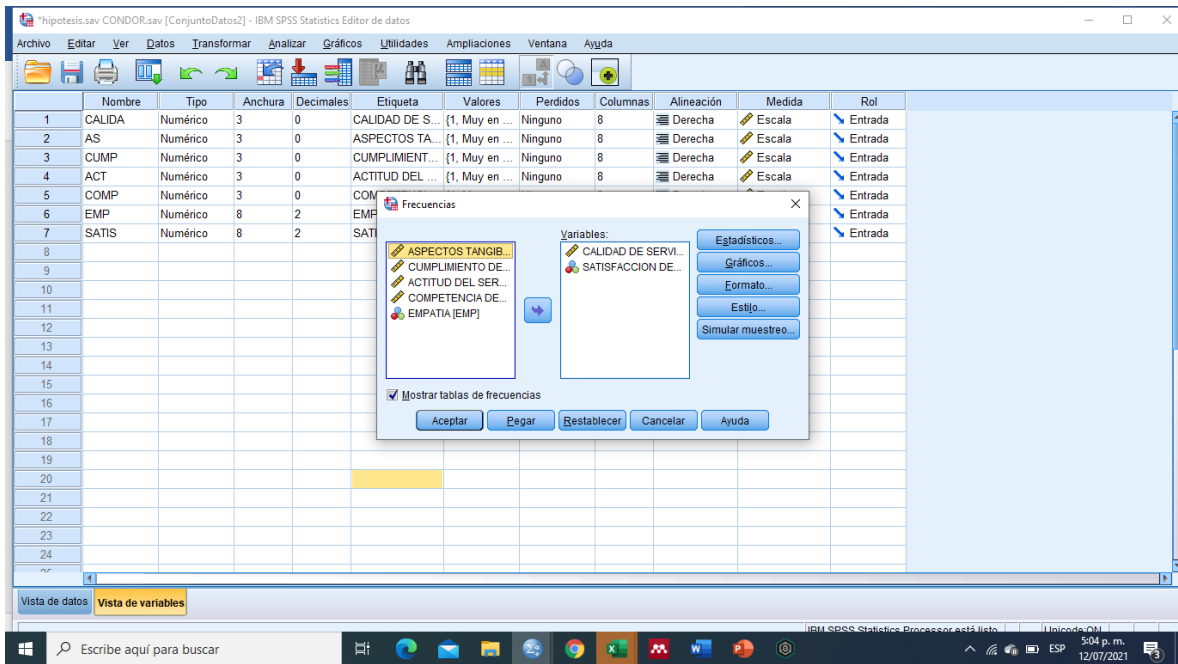 *hipotesis.sav CONDOR.sav [ConjuntoDatos2] - IBM SPSS Statistics Editor de datos
Archivo Editar Ver Datos Transformar Analizar Gráficos Utilidades Ampliaciones Ventana Ayuda
Nombre Tipo Anchura Decimales Etiqueta Valores Perdidos Columnas Alineación Medida Rol
1 CALIDA Numérico 3 0 CALIDAD DE S... {1, Muy en ... Ninguno 8 Derecha Escala Entrada
2 AS Numérico 3 0 ASPECTOS TA... {1, Muy en ... Ninguno 8 Derecha Escala Entrada
3 CUMP Numérico 3 0 CUMPLIMIENT... {1, Muy en ... Ninguno 8 Derecha Escala Entrada
4 ACT Numérico 3 0 ACTITUD DEL ... {1, Muy en ... Ninguno 8 Derecha Escala Entrada
5 COMP Numérico 3 0 COM Entrada
6 EMP Numérico 8 2 EMP Entrada
7 SATIS Numérico 8 2 SATI Entrada
8
9
10
11
12
13
14
15
16
17
18
19
20
21
22
23
24
Frecuencias
Variables:
ASPECTOS TANGIB...
CUMPLIMIENTO DE...
ACTITUD DEL SER...
COMPETENCIA DE...
EMPATIA [EMP]
CALIDAD DE SERVI...
SATISFACCION DE...
Estadísticos...
Gráficos...
Formato...
Estilo...
Simular muestreo...
Mostrar tablas de frecuencias
Aceptar Pegar Restablecer Cancelar Ayuda
Vista de datos Vista de variables
IBM SPSS Statistics Processor está listo Unicode:ON
Escribe aquí para buscar
ESP
5:04 p. m.
12/07/2021
3